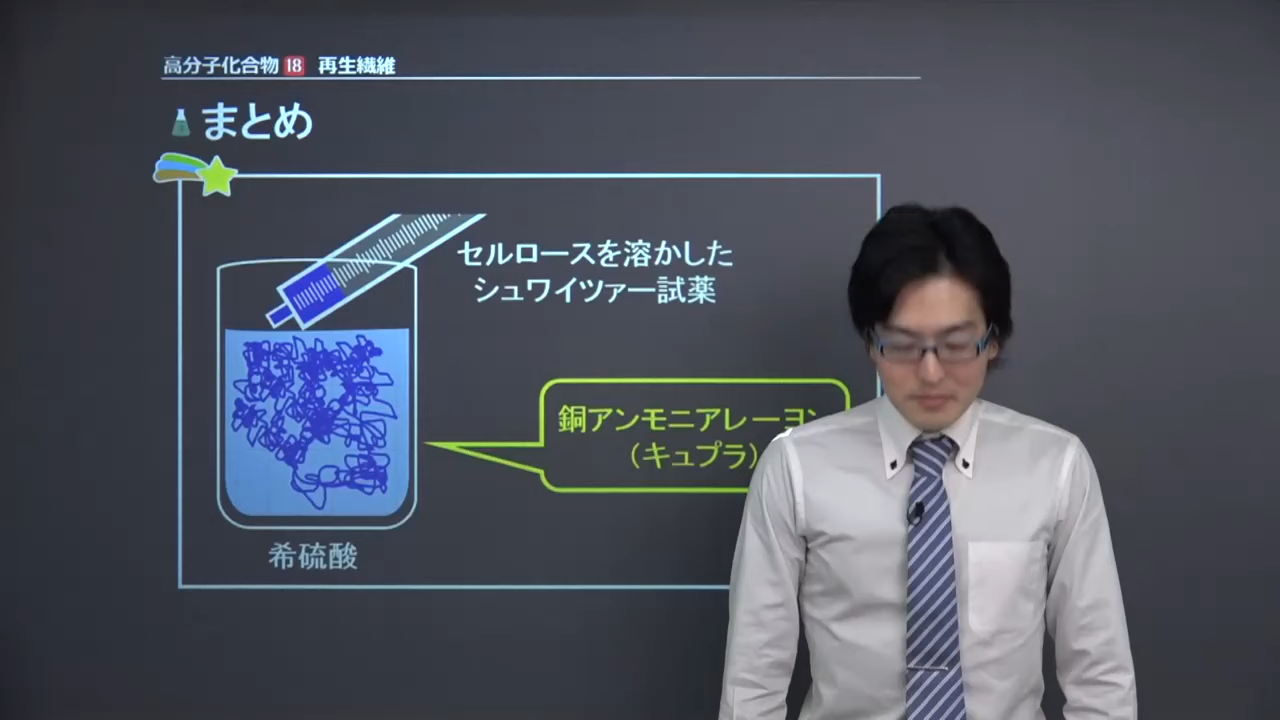 高分子化合物 18 再生繊維
まとめ
セルロースを溶かした
シュワイツァー試薬
銅アンモニアレーヨン
(キュプラ)
希硫酸